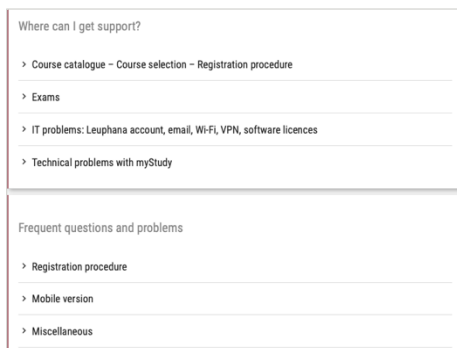 Where can I get support?
Course catalogue – Course selection – Registration procedure
Exams
IT problems: Leuphana account, email, Wi-Fi, VPN, software licences
Technical problems with myStudy
Frequent questions and problems
Registration procedure
Mobile version
Miscellaneous